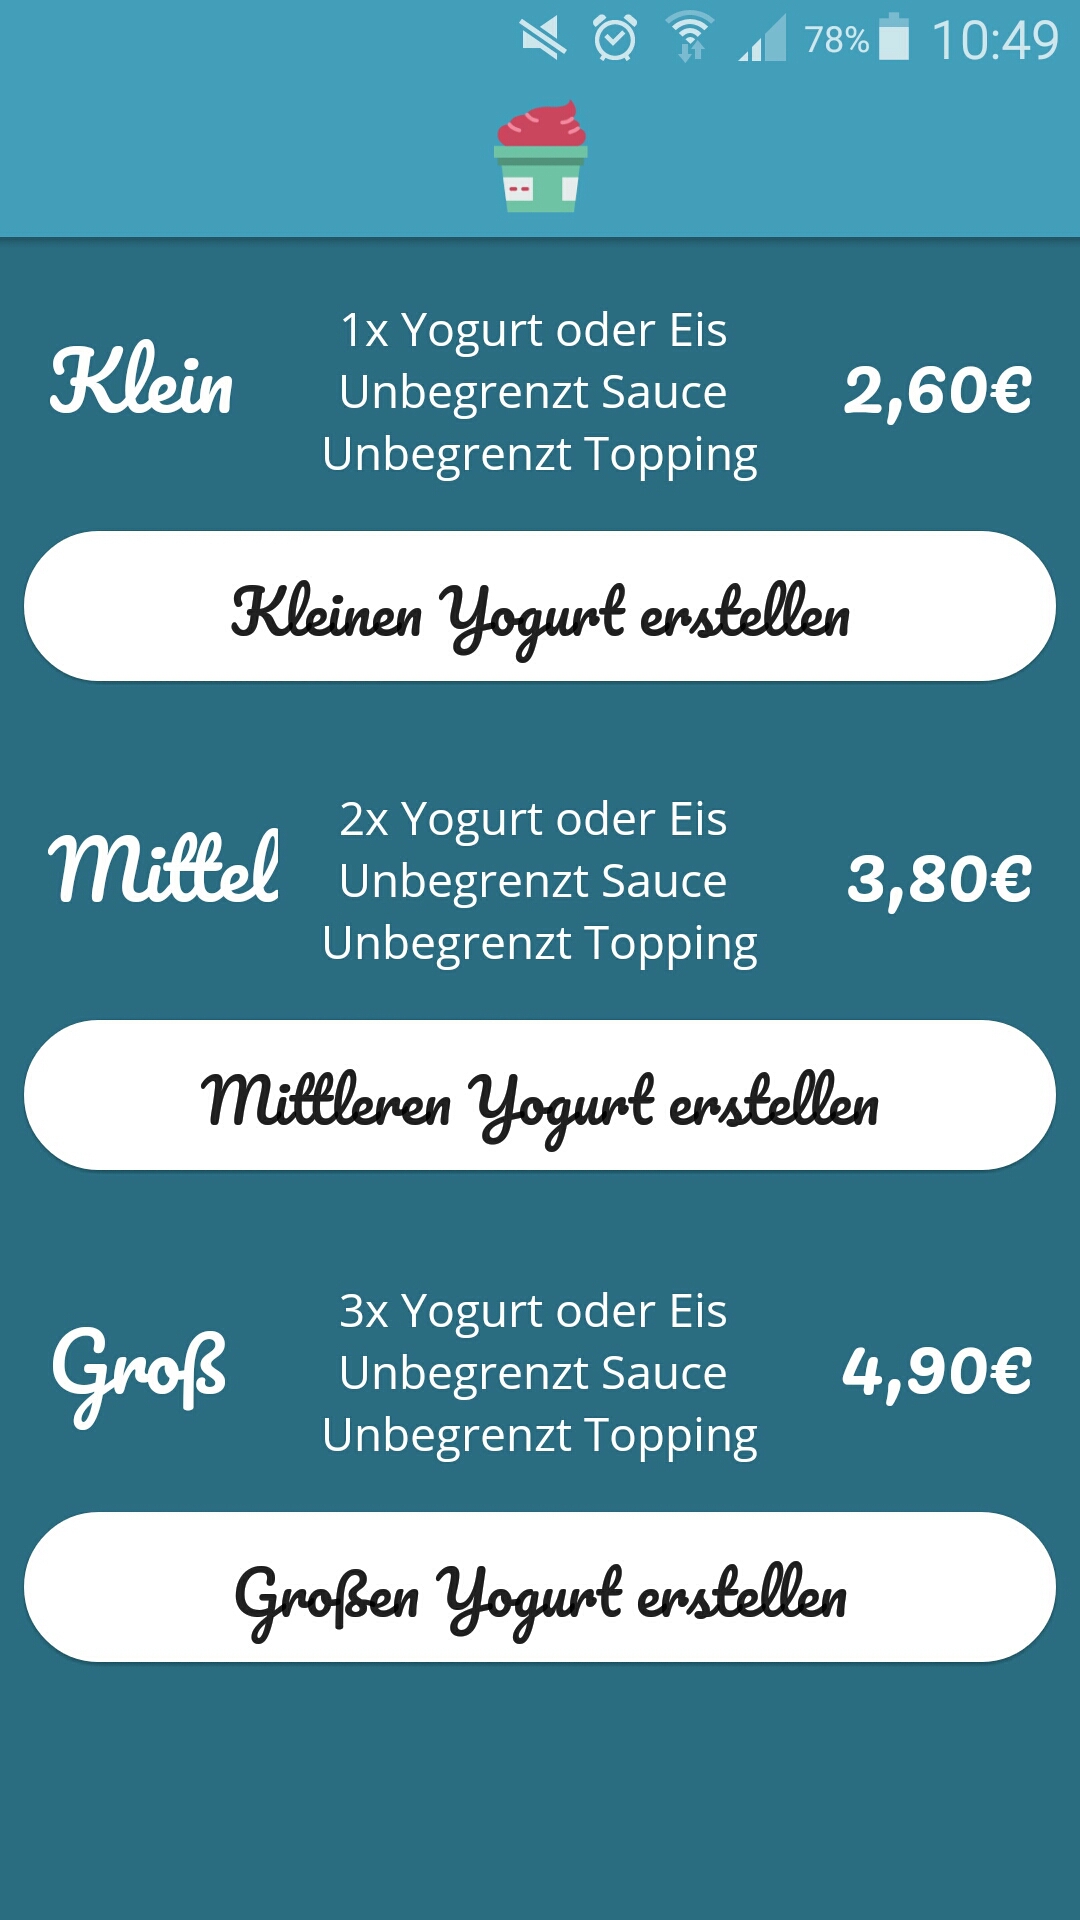 78% 10:49
1x Yogurt oder Eis
Klein Unbegrenzt Sauce 2,60€
Unbegrenzt Topping
Kleinen Yogurt erstellen
2x Yogurt oder Eis
Mittel Unbegrenzt Sauce 3,80€
Unbegrenzt Topping
Mittleren Yogurt erstellen
3x Yogurt oder Eis
Groß Unbegrenzt Sauce 4,90€
Unbegrenzt Topping
Großen Yogurt erstellen